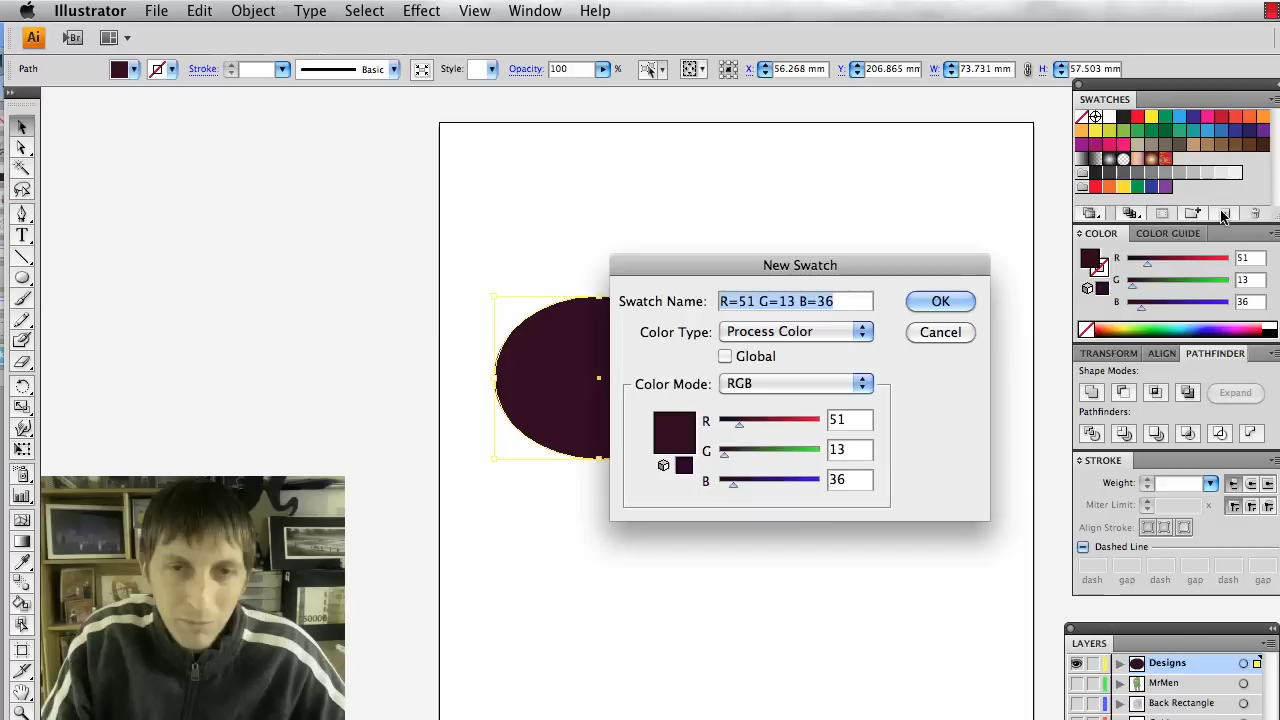 Illustrator File Edit Object Type Select Effect View Window Help
Ai Br
Path Stroke: Basic Style: Opacity: 100 % X: 56.268 mm Y: 206.865 mm W: 73.731 mm H: 57.503 mm
SWATCHES
COLOR COLOR GUIDE
R 51
G 13
B 36
TRANSFORM ALIGN PATHFINDER
Shape Modes:
Expand
Pathfinders:
STROKE
Weight:
Miter Limit: x
Align Stroke:
Dashed Line
dash gap dash gap dash gap
LAYERS
Designs
MrMen
Back Rectangle
New Swatch
Swatch Name: R=51 G=13 B=36 OK
Color Type: Process Color Cancel
Global
Color Mode: RGB
R 51
G 13
B 36
T
50000